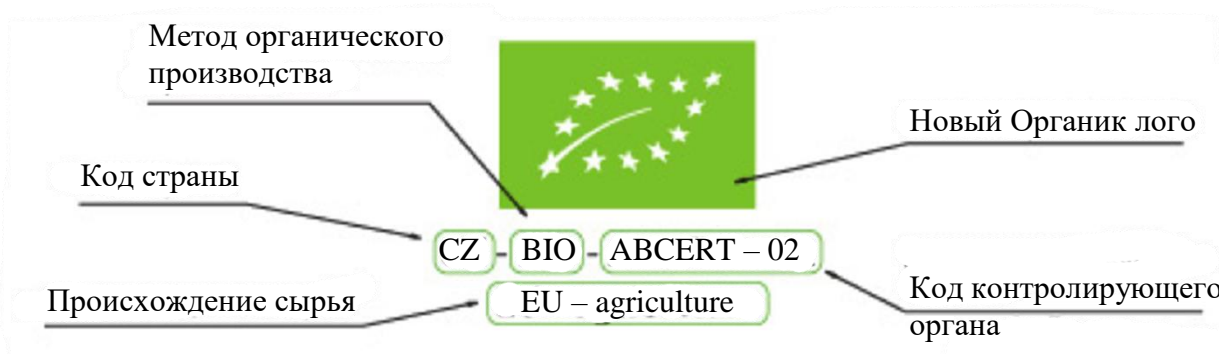 Метод органического
производства
Новый Органик лого
Код страны
CZ - BIO - ABCERT – 02
Происхождение сырья
EU – agriculture
Код контролирующего
органа